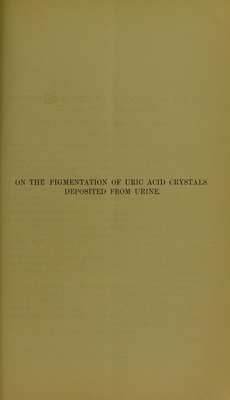 ON THE PIGMENTATION OF URIC ACID CRYSTALS
DEPOSITED FROM URINE.